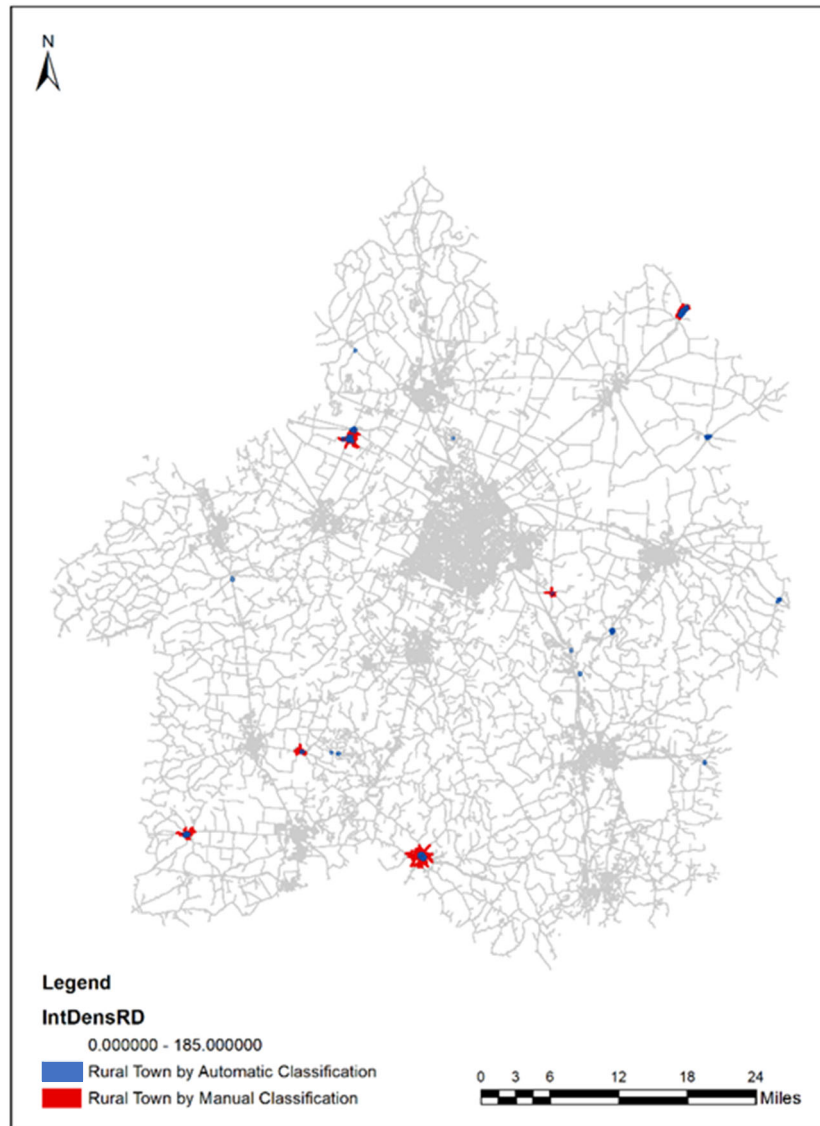 N
Legend
IntDensRD
0.000000 - 185.000000
Rural Town by Automatic Classification
Rural Town by Manual Classification
0 3 6 12 18 24
Miles